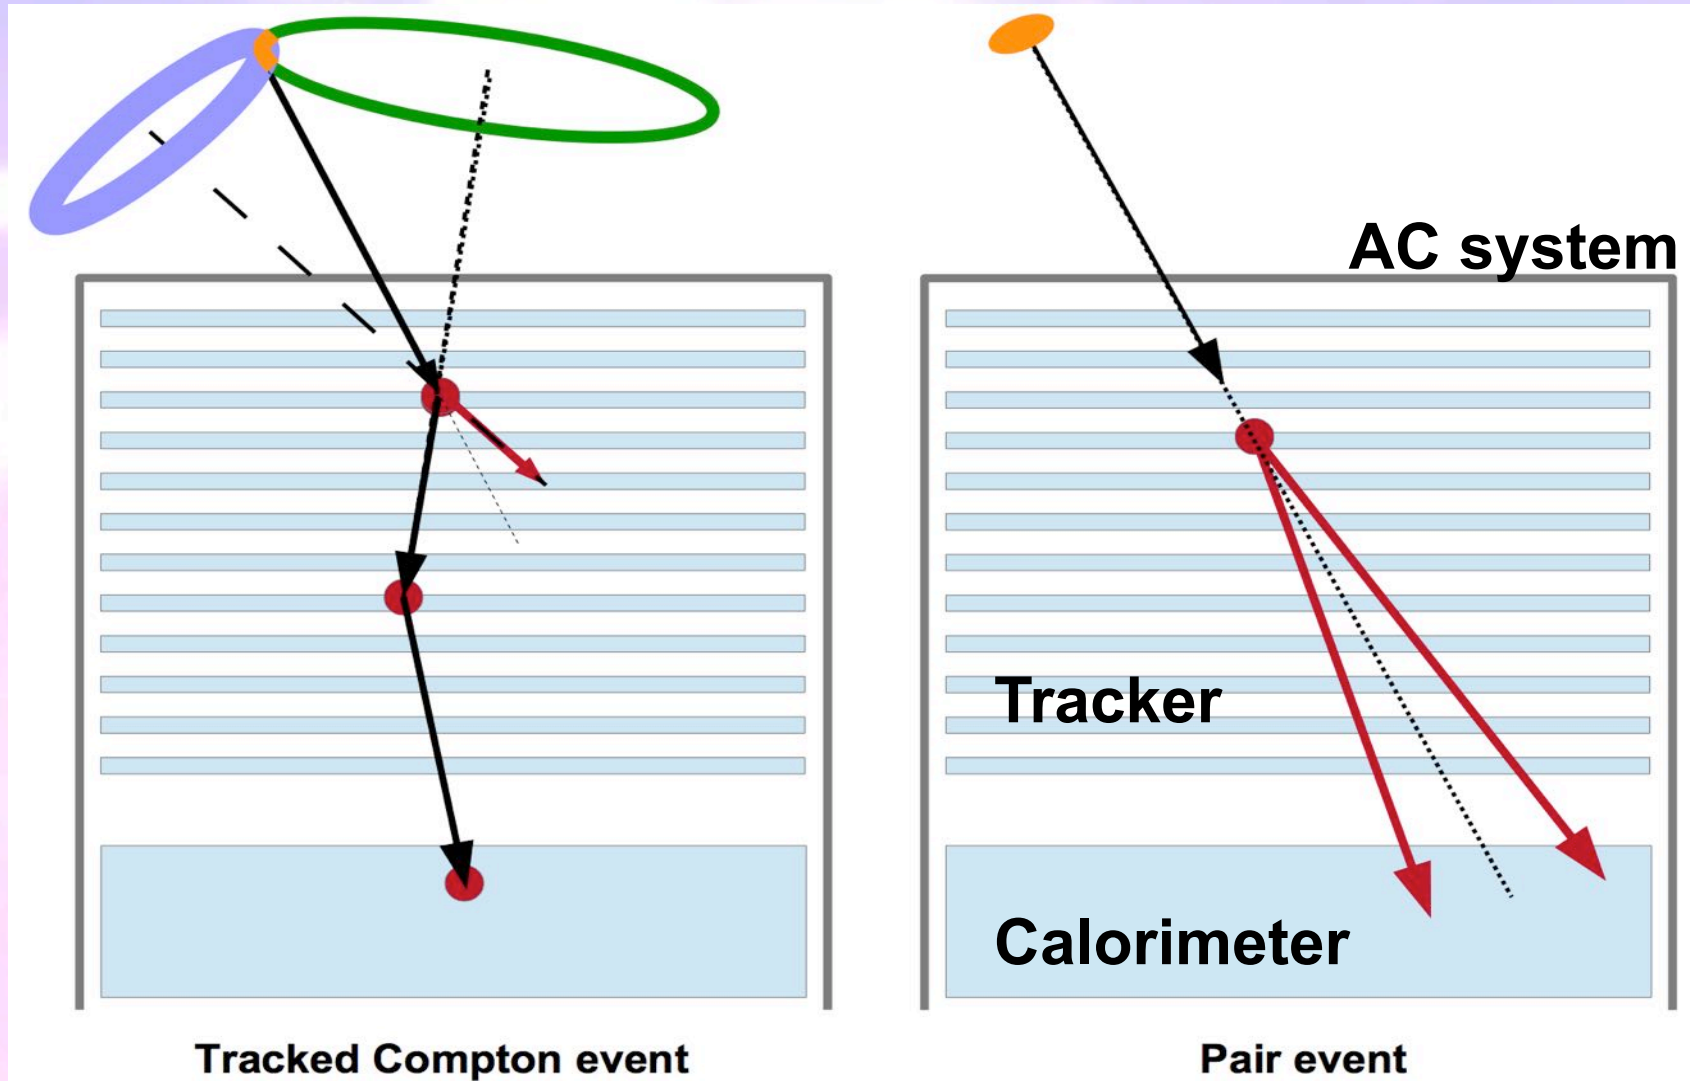 AC system
Tracker
Calorimeter
Tracked Compton event
Pair event